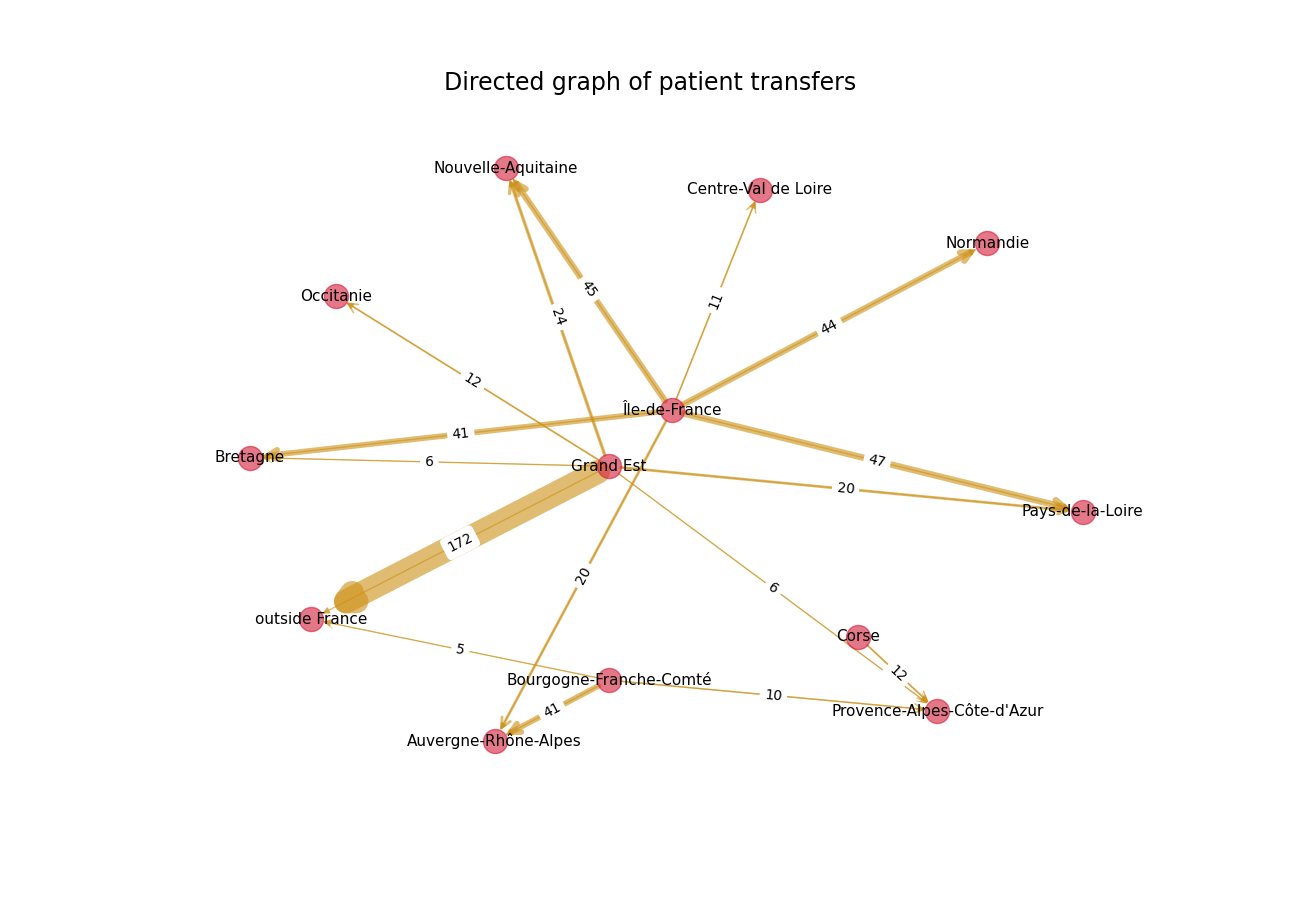 Directed graph of patient transfers
Nouvelle-Aquitaine
Centre-Val de Loire
Normandie
Occitanie
45
11
24
44
12
Île-de-France
41
47
Bretagne
6
Grand Est
20
Pays-de-la-Loire
172
20
6
outside France
Corse
5
12
Bourgogne-Franche-Comté
10
41
Provence-Alpes-Côte-d'Azur
Auvergne-Rhône-Alpes